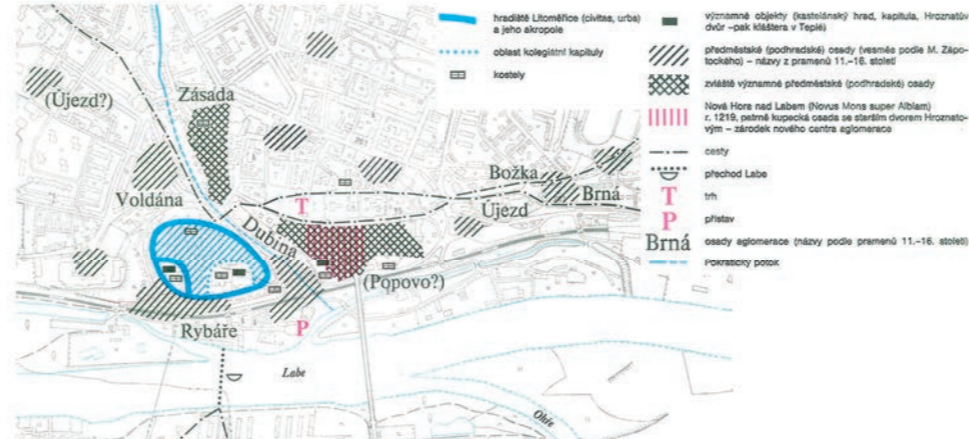 (Újezd?)
Zásada
Voldána
Dubina
T
Božka
Brná
Újezd
(Popovo?)
Rybáře
P
Labe
Ohře
hradiště Litoměřice (civitas, urbs)
a jeho akropole
oblast kolegiátní kapituly
kostely
významné objekty (kastelánský hrad, kapitula, Hroznatův
dvůr –pak kláštera v Teplé)
předměstské (podhradské) osady (vesměs podle M. Zápo-
tockého) – názvy z pramenů 11.–16. století
zvláště významné předměstské (podhradské) osady
Nová Hora nad Labem (Novus Mons super Albiam)
r. 1219, patrně kupecká osada se starším dvorem Hroznato-
vým – zárodek nového centra aglomerace
cesty
přechod Labe
T
trh
P
přístav
Brná
osady aglomerace (názvy podle pramenů 11.–16. století)
Pokratický potok